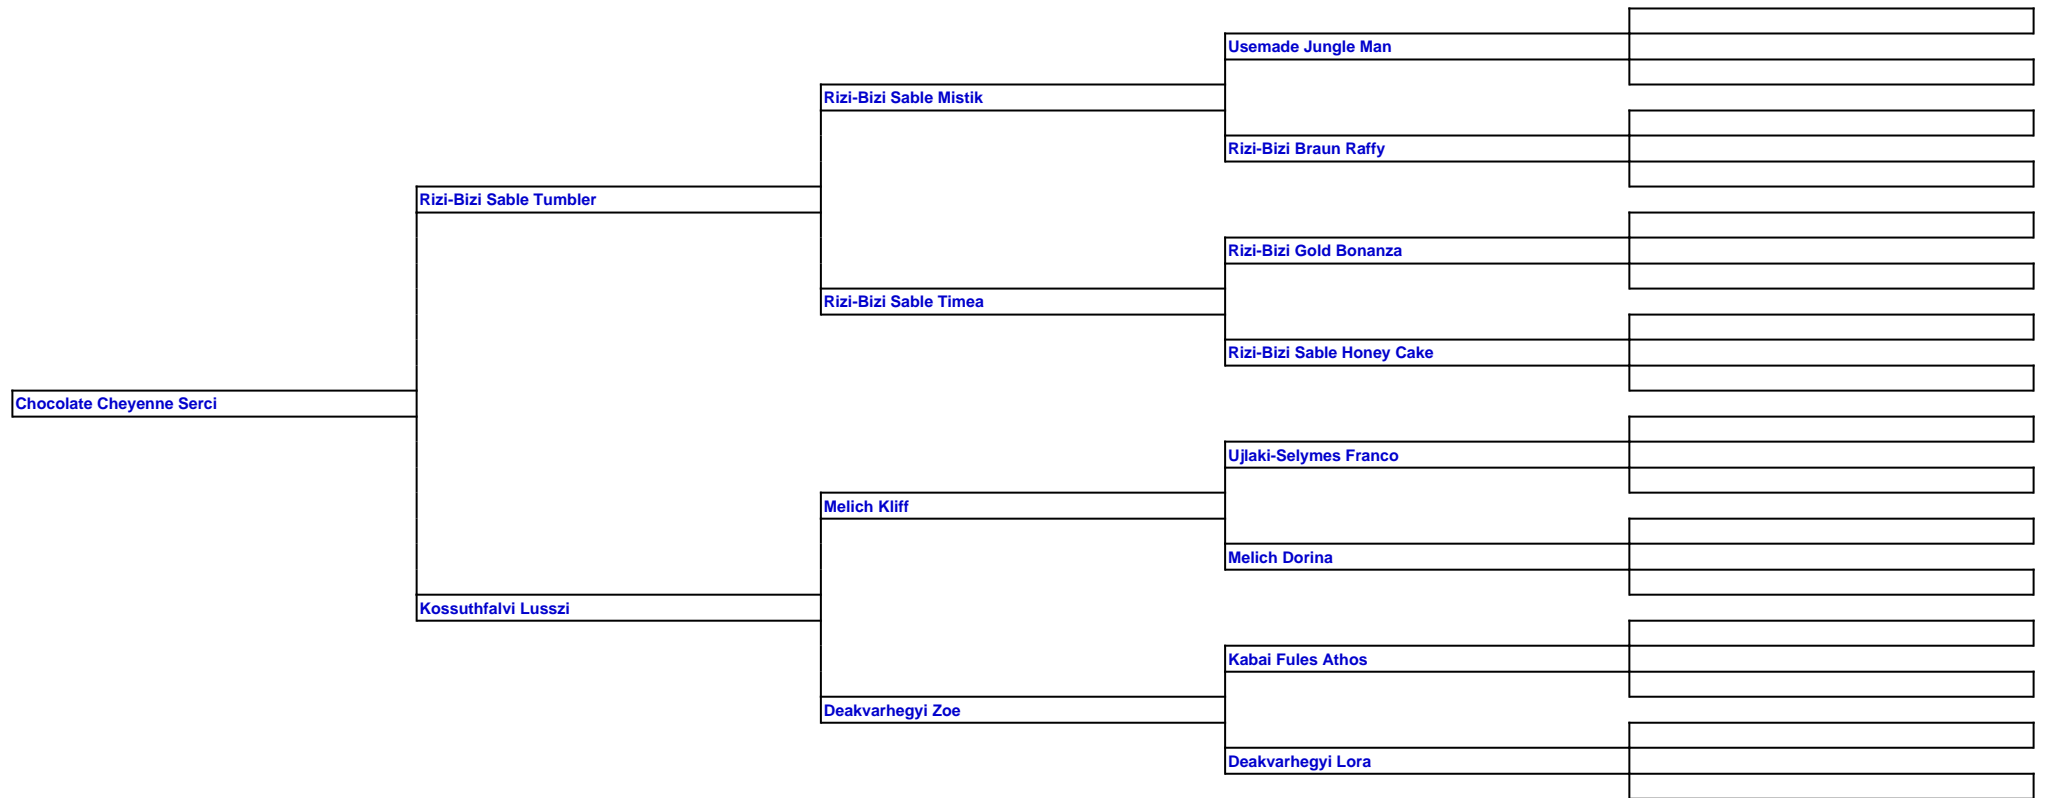 Usemade Jungle Man
Rizi-Bizi Sable Mistik
Rizi-Bizi Braun Raffy
Rizi-Bizi Sable Tumbler
Rizi-Bizi Gold Bonanza
Rizi-Bizi Sable Timea
Rizi-Bizi Sable Honey Cake
Chocolate Cheyenne Serci
Ujlaki-Selymes Franco
Melich Kliff
Melich Dorina
Kossuthfalvi Lusszi
Kabai Fules Athos
Deakvarhegyi Zoe
Deakvarhegyi Lora